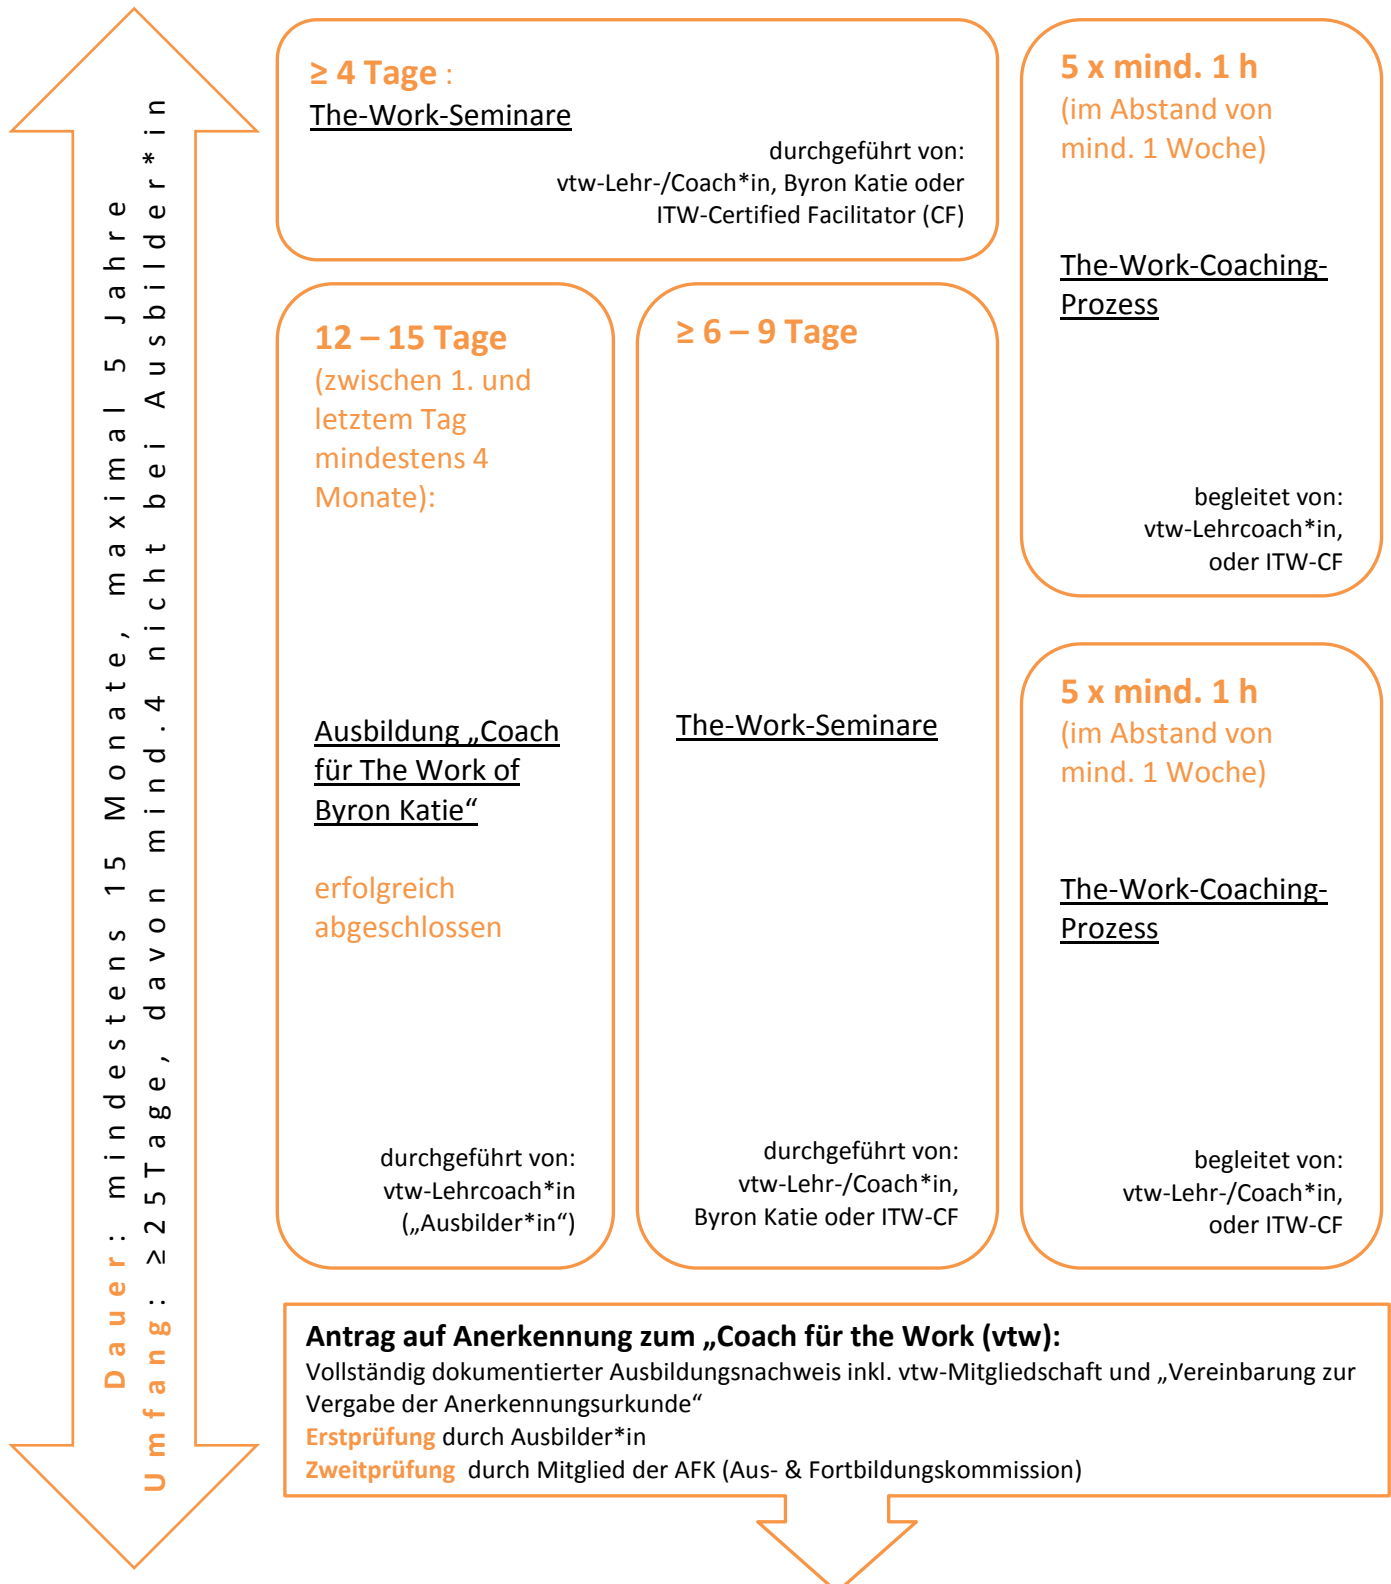 Dauer: mindestens 15 Monate, maximal 5 Jahre
Umfang: ≥25Tage, davon mind.4 nicht bei Ausbilder*in
≥ 4 Tage :
The-Work-Seminare
durchgeführt von:
vtw-Lehr-/Coach*in, Byron Katie oder
ITW-Certified Facilitator (CF)
12 – 15 Tage
(zwischen 1. und
letztem Tag
mindestens 4
Monate):
Ausbildung „Coach
für The Work of
Byron Katie“
erfolgreich
abgeschlossen
durchgeführt von:
vtw-Lehrcoach*in
(„Ausbilder*in“)
≥ 6 – 9 Tage
The-Work-Seminare
durchgeführt von:
vtw-Lehr-/Coach*in,
Byron Katie oder ITW-CF
5 x mind. 1 h
(im Abstand von
mind. 1 Woche)
The-Work-Coaching-
Prozess
begleitet von:
vtw-Lehrcoach*in,
oder ITW-CF
5 x mind. 1 h
(im Abstand von
mind. 1 Woche)
The-Work-Coaching-
Prozess
begleitet von:
vtw-Lehr-/Coach*in,
oder ITW-CF
Antrag auf Anerkennung zum „Coach für the Work (vtw):
Vollständig dokumentierter Ausbildungsnachweis inkl. vtw-Mitgliedschaft und „Vereinbarung zur
Vergabe der Anerkennungsurkunde“
Erstprüfung durch Ausbilder*in
Zweitprüfung durch Mitglied der AFK (Aus- & Fortbildungskommission)